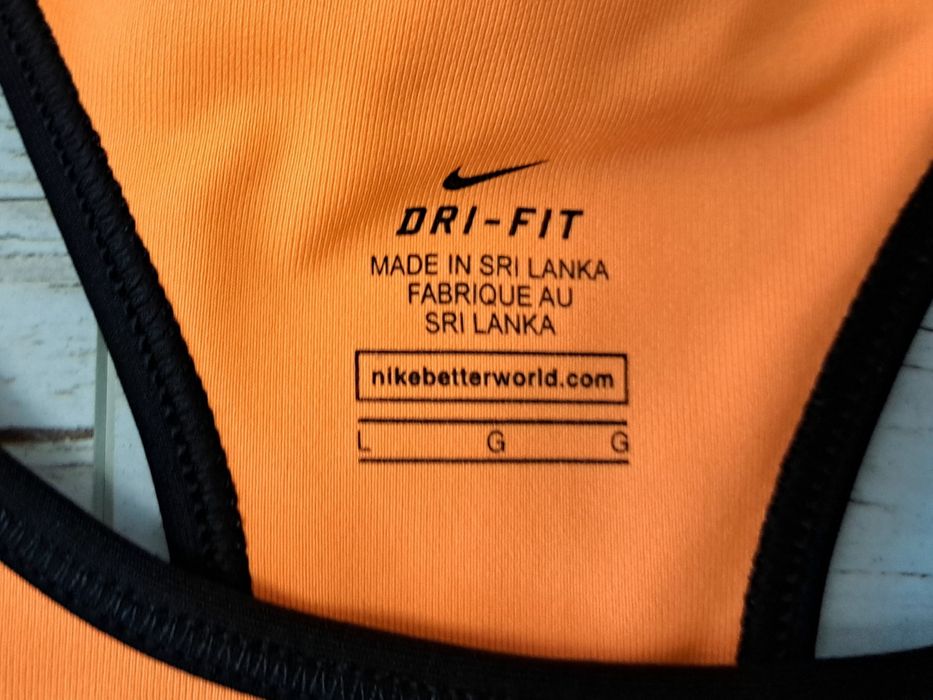 DRI-FIT
MADE IN SRI LANKA
FABRIQUE AU
SRI LANKA
nikebetterworld.com
L G G